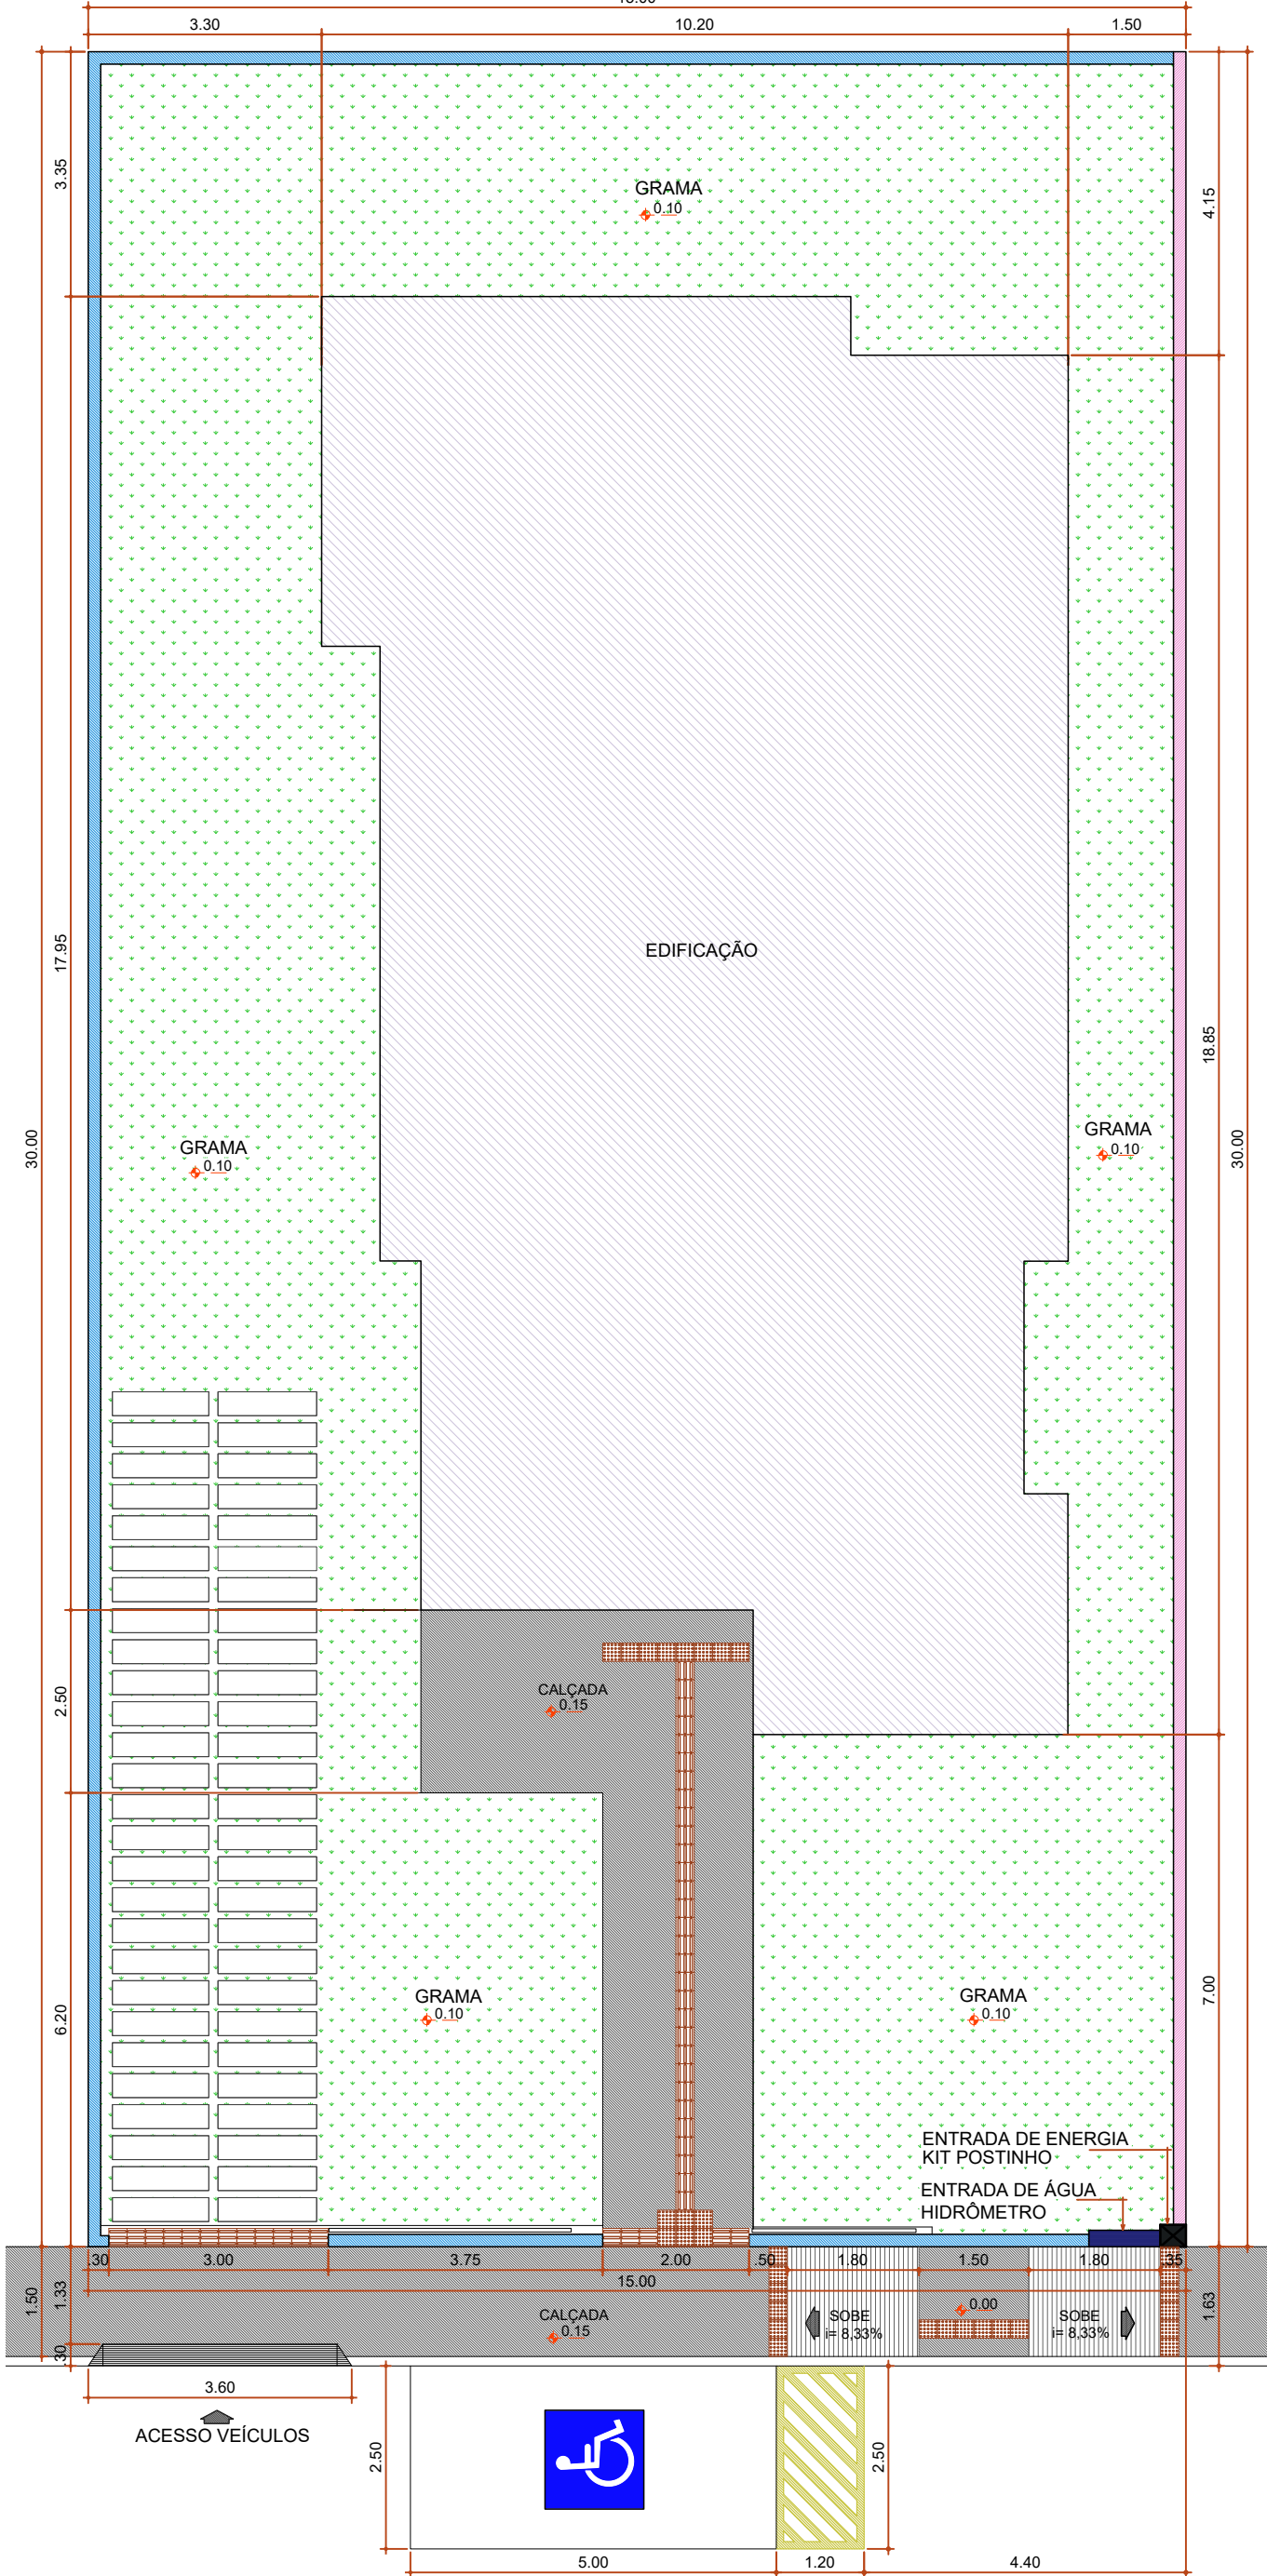 3.30
10.20
1.50
3.35
4.15
GRAMA
0.10
EDIFICAÇÃO
17.95
18.85
30.00
30.00
GRAMA
0.10
GRAMA
0.10
CALÇADA
0.15
2.50
GRAMA
0.10
GRAMA
0.10
6.20
7.00
ENTRADA DE ENERGIA
KIT POSTINHO
ENTRADA DE ÁGUA
HIDRÔMETRO
.30
3.00
3.75
2.00
.50
1.80
1.50
1.80
.35
15.00
1.50
1.33
.30
1.63
CALÇADA
0.15
SOBE
i= 8,33%
0.00
SOBE
i= 8,33%
3.60
ACESSO VEÍCULOS
2.50
2.50
5.00
1.20
4.40